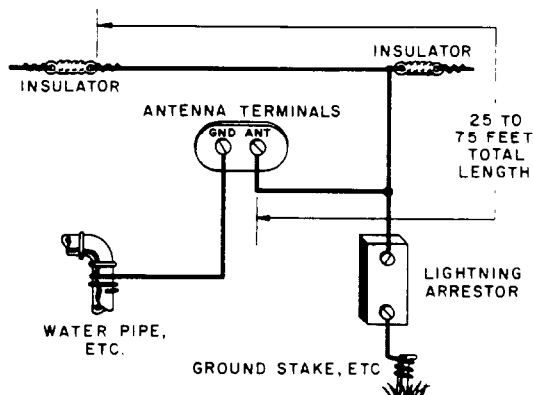 INSULATOR
INSULATOR
ANTENNA TERMINALS
GND ANT
25 TO
75 FEET
TOTAL
LENGTH
LIGHTNING
ARRESTOR
WATER PIPE,
ETC.
GROUND STAKE, ETC